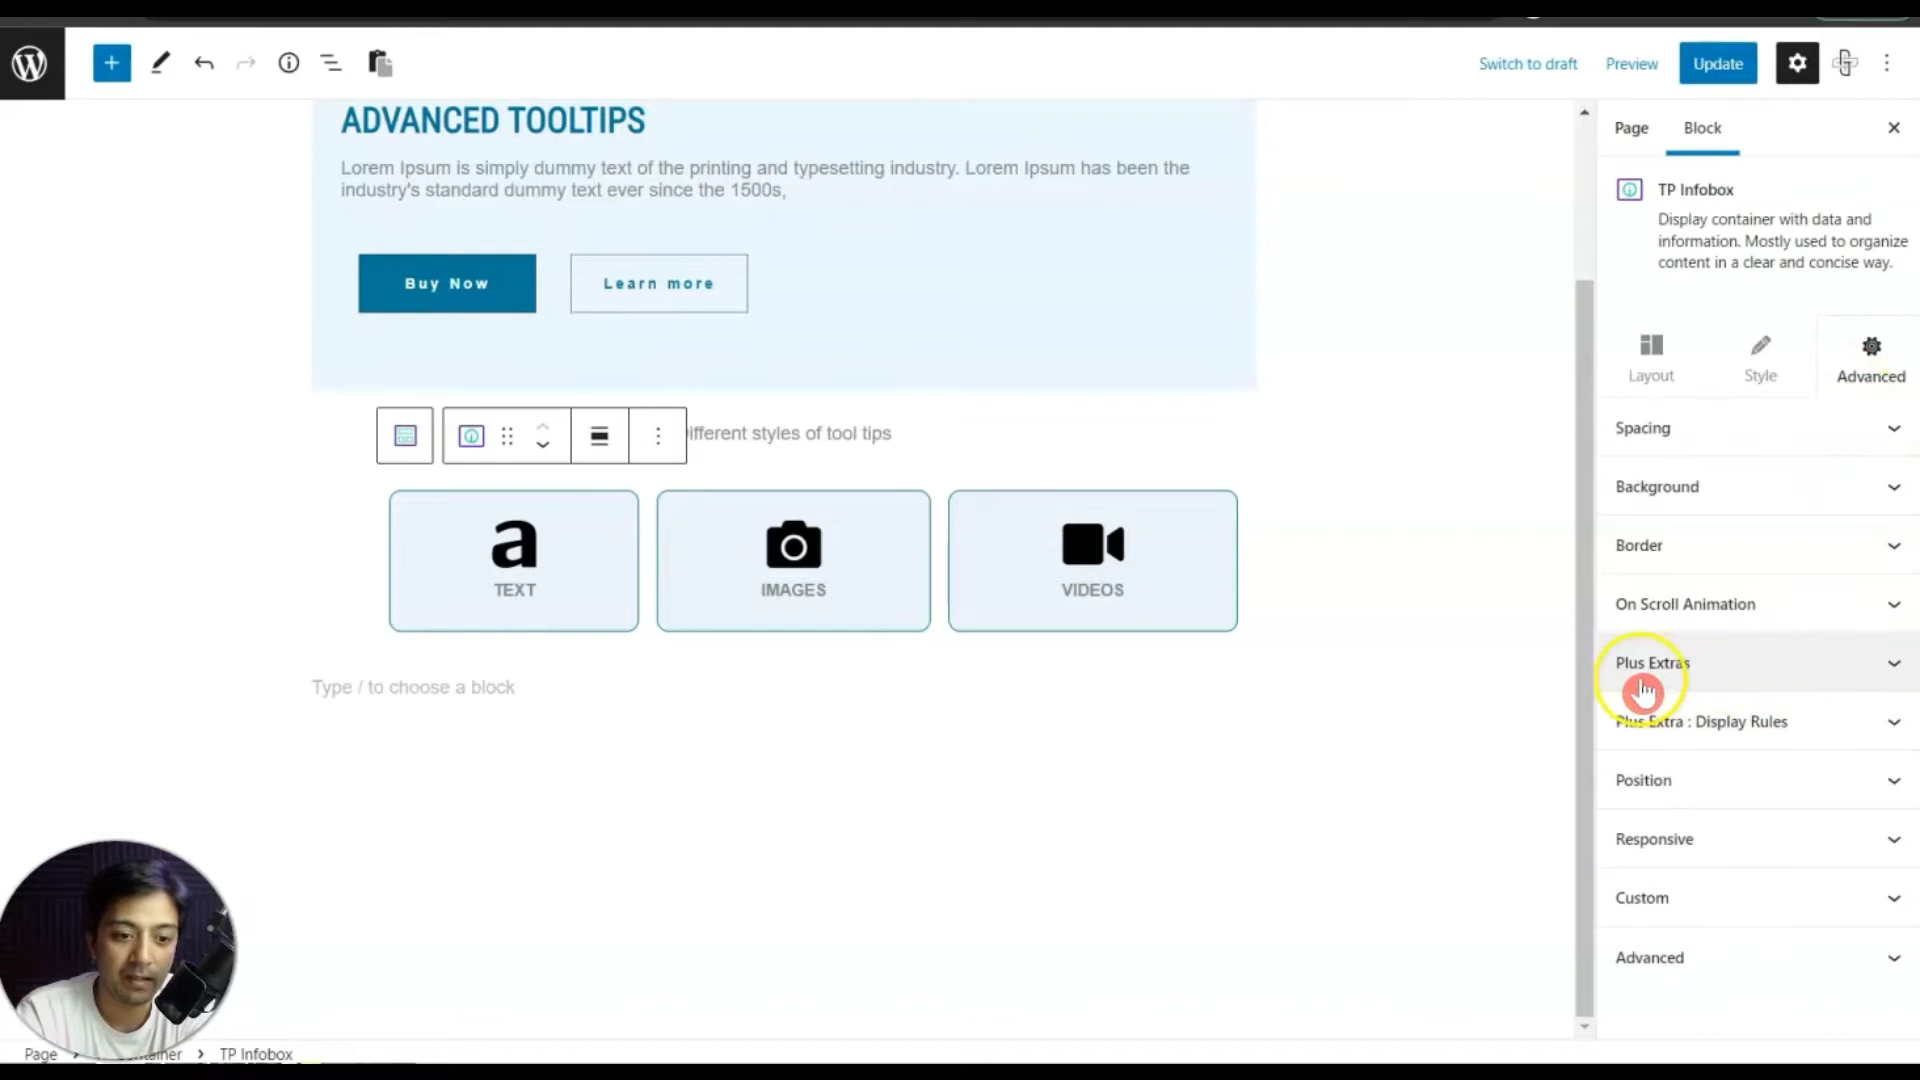 Switch to draft
Preview
Update
ADVANCED TOOLTIPS
Lorem Ipsum is simply dummy text of the printing and typesetting industry. Lorem Ipsum has been the
industry's standard dummy text ever since the 1500s,
Buy Now
Learn more
ifferent styles of tool tips
TEXT
IMAGES
VIDEOS
Type / to choose a block
Page
Block
TP Infobox
Display container with data and
information. Mostly used to organize
content in a clear and concise way.
Layout
Style
Advanced
Spacing
Background
Border
On Scroll Animation
Plus Extras
Plus Extra : Display Rules
Position
Responsive
Custom
Advanced
Page
TP Infobox